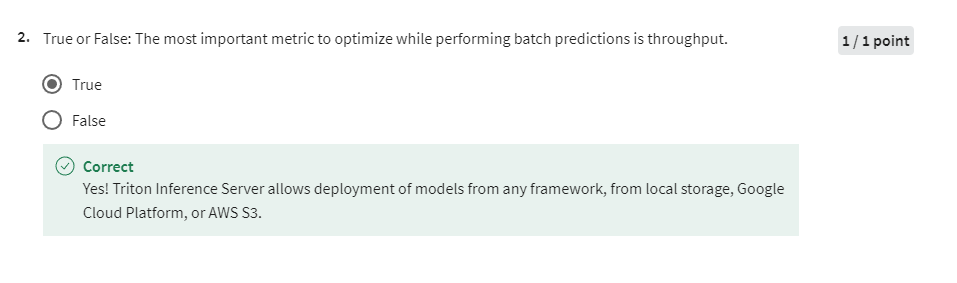 2. True or False: The most important metric to optimize while performing batch predictions is throughput.
1 / 1 point
True
False
Correct
Yes! Triton Inference Server allows deployment of models from any framework, from local storage, Google
Cloud Platform, or AWS S3.